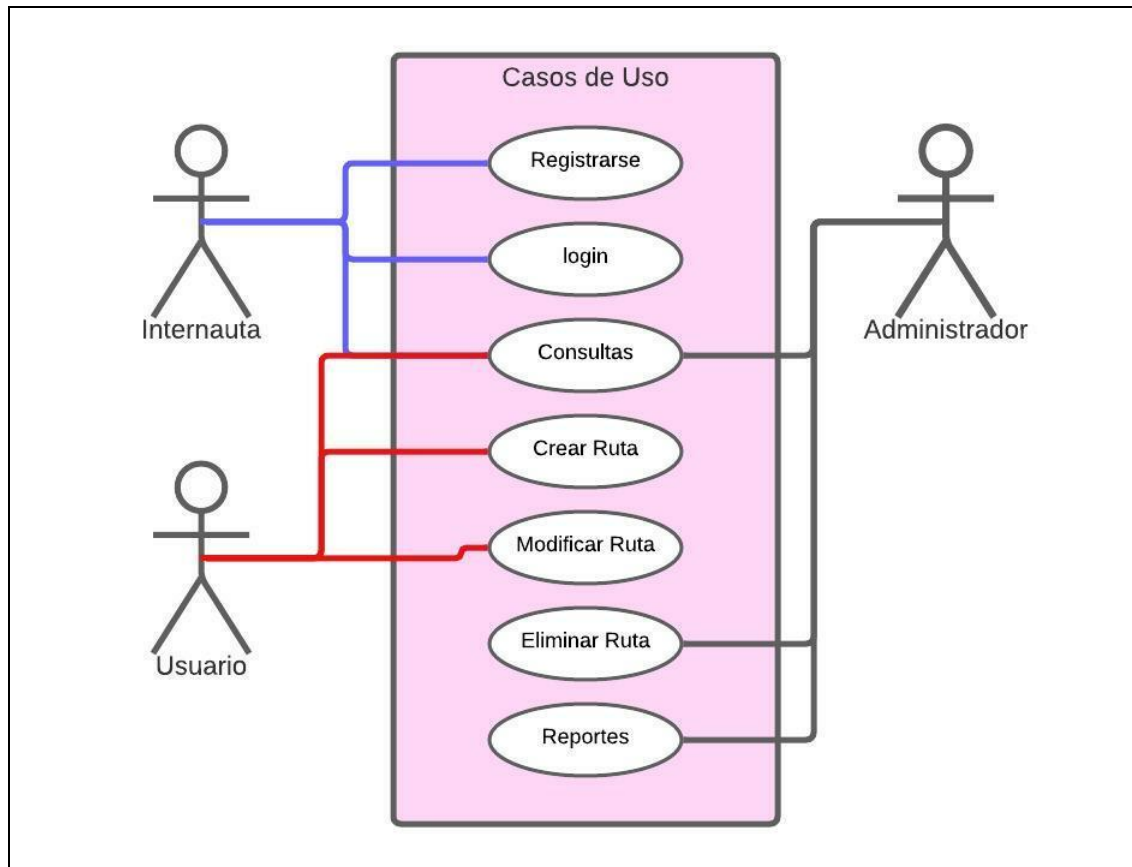 Casos de Uso
Registrarse
login
Internauta
Administrador
Consultas
Crear Ruta
Modificar Ruta
Eliminar Ruta
Usuario
Reportes